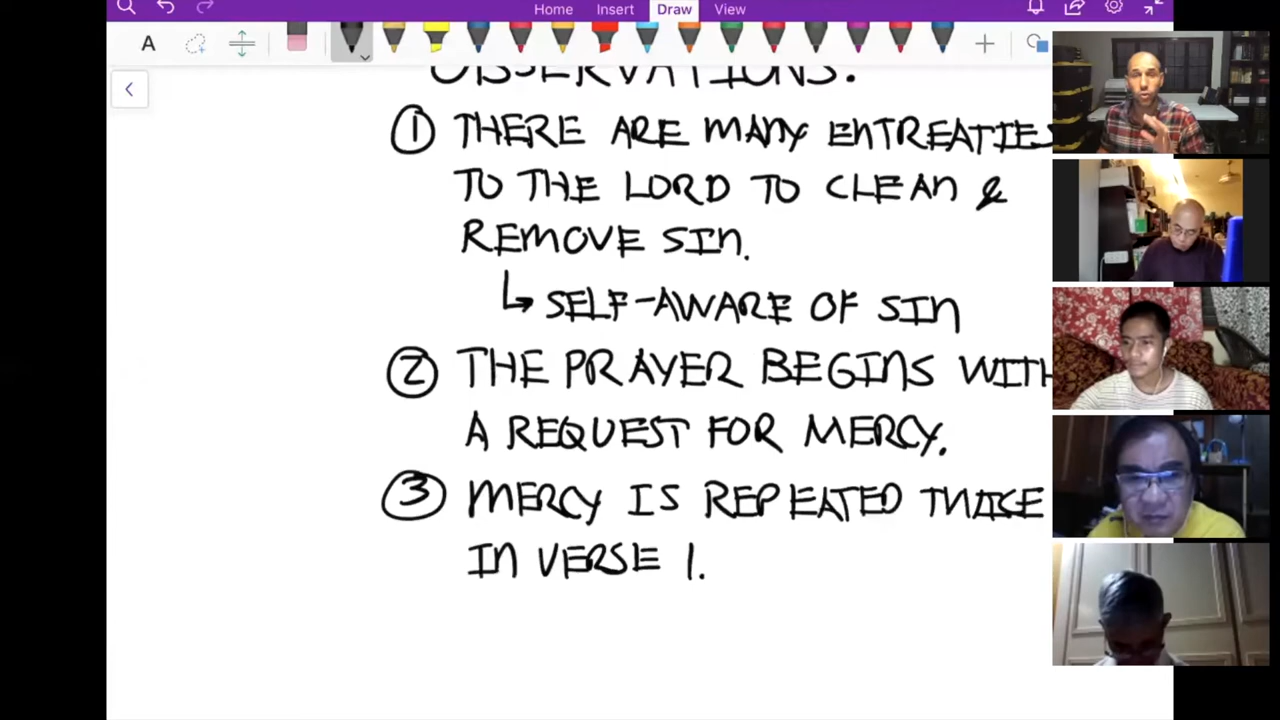 Home Insert Draw View
A
OBSERVATIONS.
① THERE ARE MANY ENTREATIES
TO THE LORD TO CLEAN &
REMOVE SIN.
↳ SELF-AWARE OF SIN
② THE PRAYER BEGINS WITH
A REQUEST FOR MERCY.
③ MERCY IS REPEATED TWICE
IN VERSE 1.